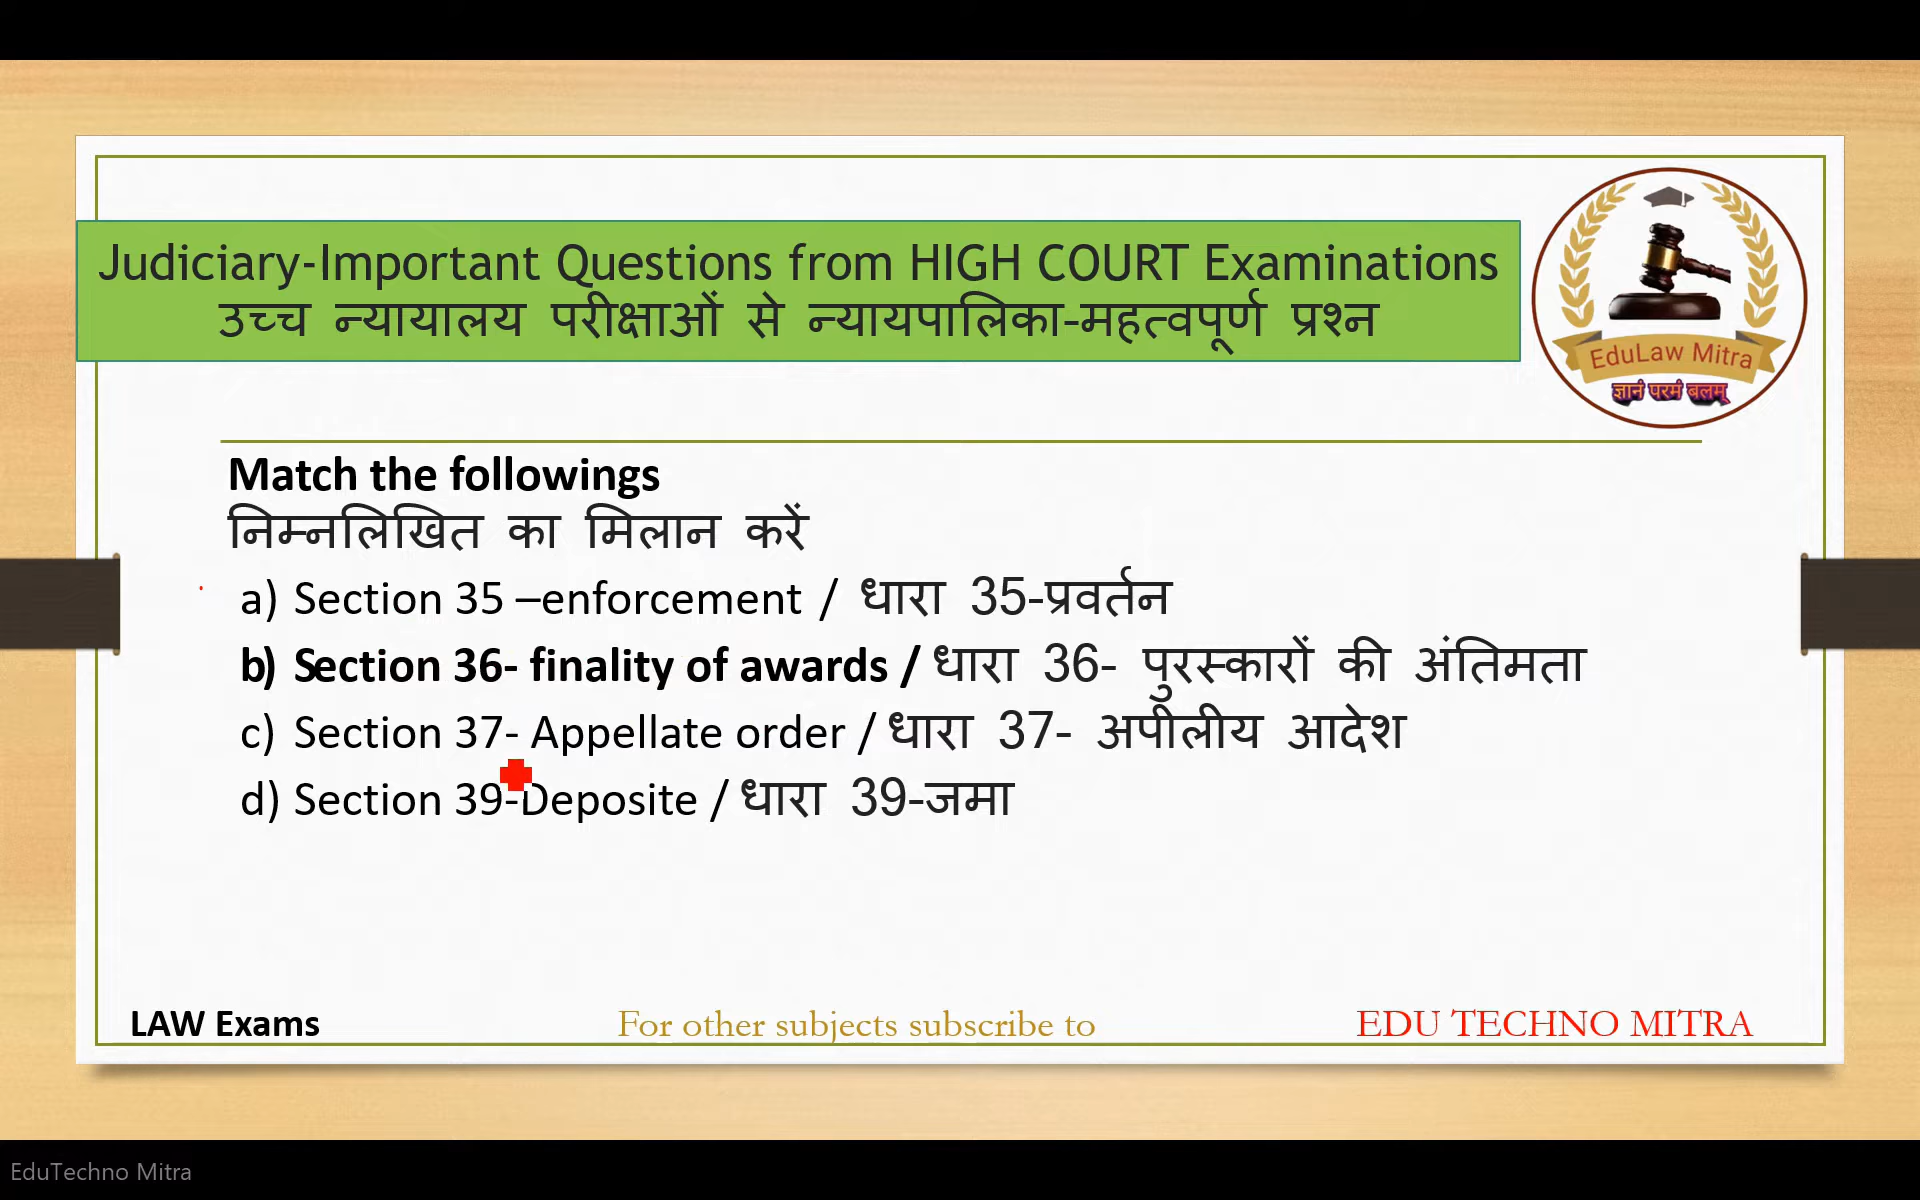 Judiciary-Important Questions from HIGH COURT Examinations
उच्च न्यायालय परीक्षाओं से न्यायपालिका-महत्वपूर्ण प्रश्न
EduLaw Mitra
ज्ञानं परमं बलम्
Match the followings
निम्नलिखित का मिलान करें
a) Section 35 –enforcement / धारा 35-प्रवर्तन
b) Section 36- finality of awards / धारा 36- पुरस्कारों की अंतिमता
c) Section 37- Appellate order / धारा 37- अपीलीय आदेश
d) Section 39-Deposite / धारा 39-जमा
LAW Exams For other subjects subscribe to EDU TECHNO MITRA
EduTechno Mitra